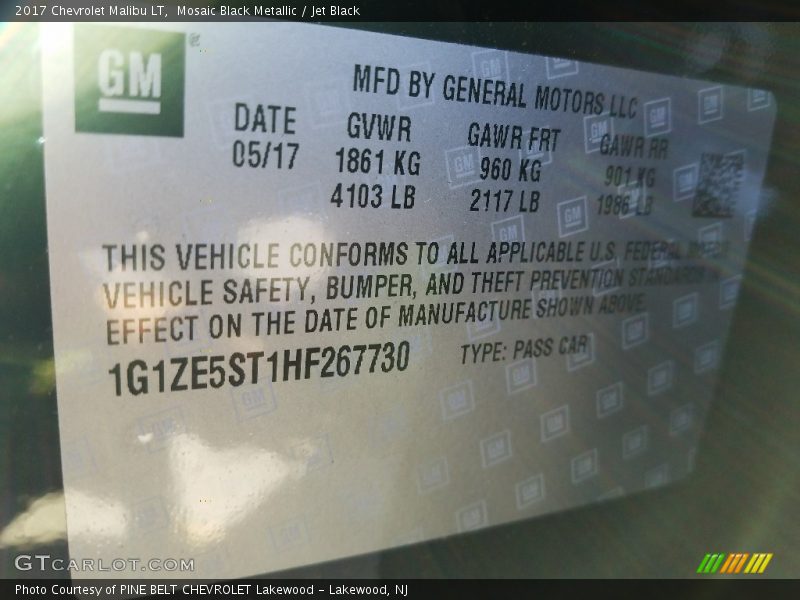 2017 Chevrolet Malibu LT,  Mosaic Black Metallic / Jet Black
GM
MFD BY GENERAL MOTORS LLC
DATE GVWR GAWR FRT GAWR RR
05/17 1861 KG 960 KG 901 KG
4103 LB 2117 LB 1986 LB
THIS VEHICLE CONFORMS TO ALL APPLICABLE U.S. FEDERAL MOTOR
VEHICLE SAFETY, BUMPER, AND THEFT PREVENTION STANDARDS
EFFECT ON THE DATE OF MANUFACTURE SHOWN ABOVE.
1G1ZE5ST1HF267730 TYPE: PASS CAR
GTCARLOT.COM
Photo Courtesy of PINE BELT CHEVROLET Lakewood - Lakewood, NJ